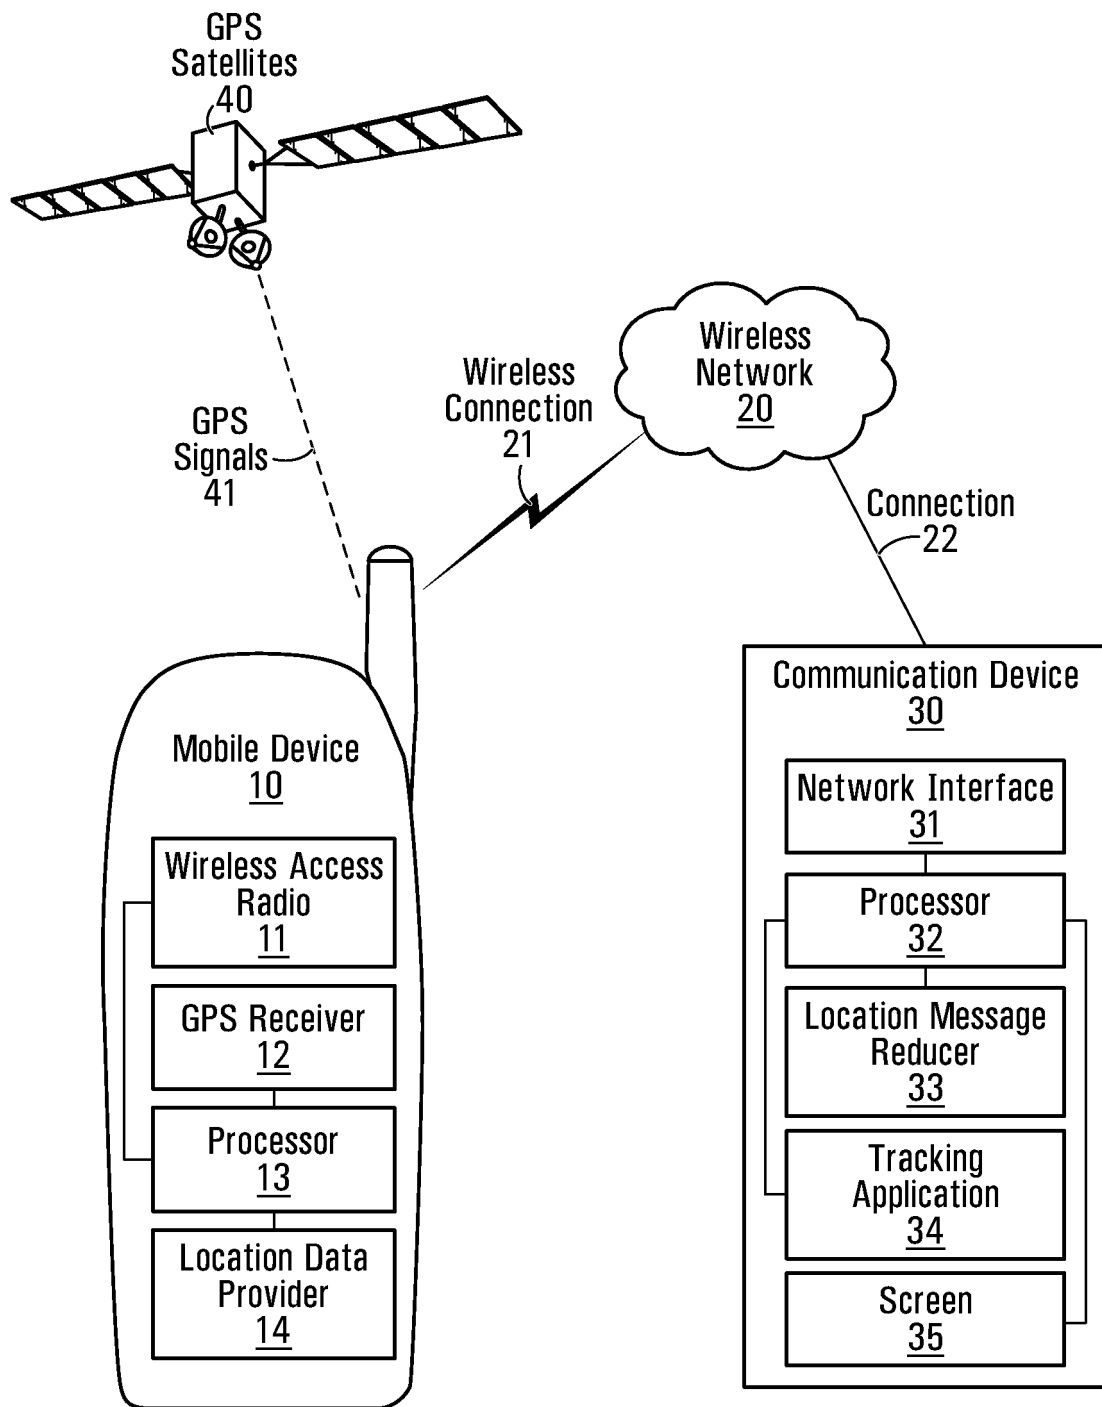 GPS
Satellites
40
GPS
Signals
41
Wireless
Connection
21
Wireless
Network
20
Connection
22
Mobile Device
10
Wireless Access
Radio
11
GPS Receiver
12
Processor
13
Location Data
Provider
14
Communication Device
30
Network Interface
31
Processor
32
Location Message
Reducer
33
Tracking
Application
34
Screen
35